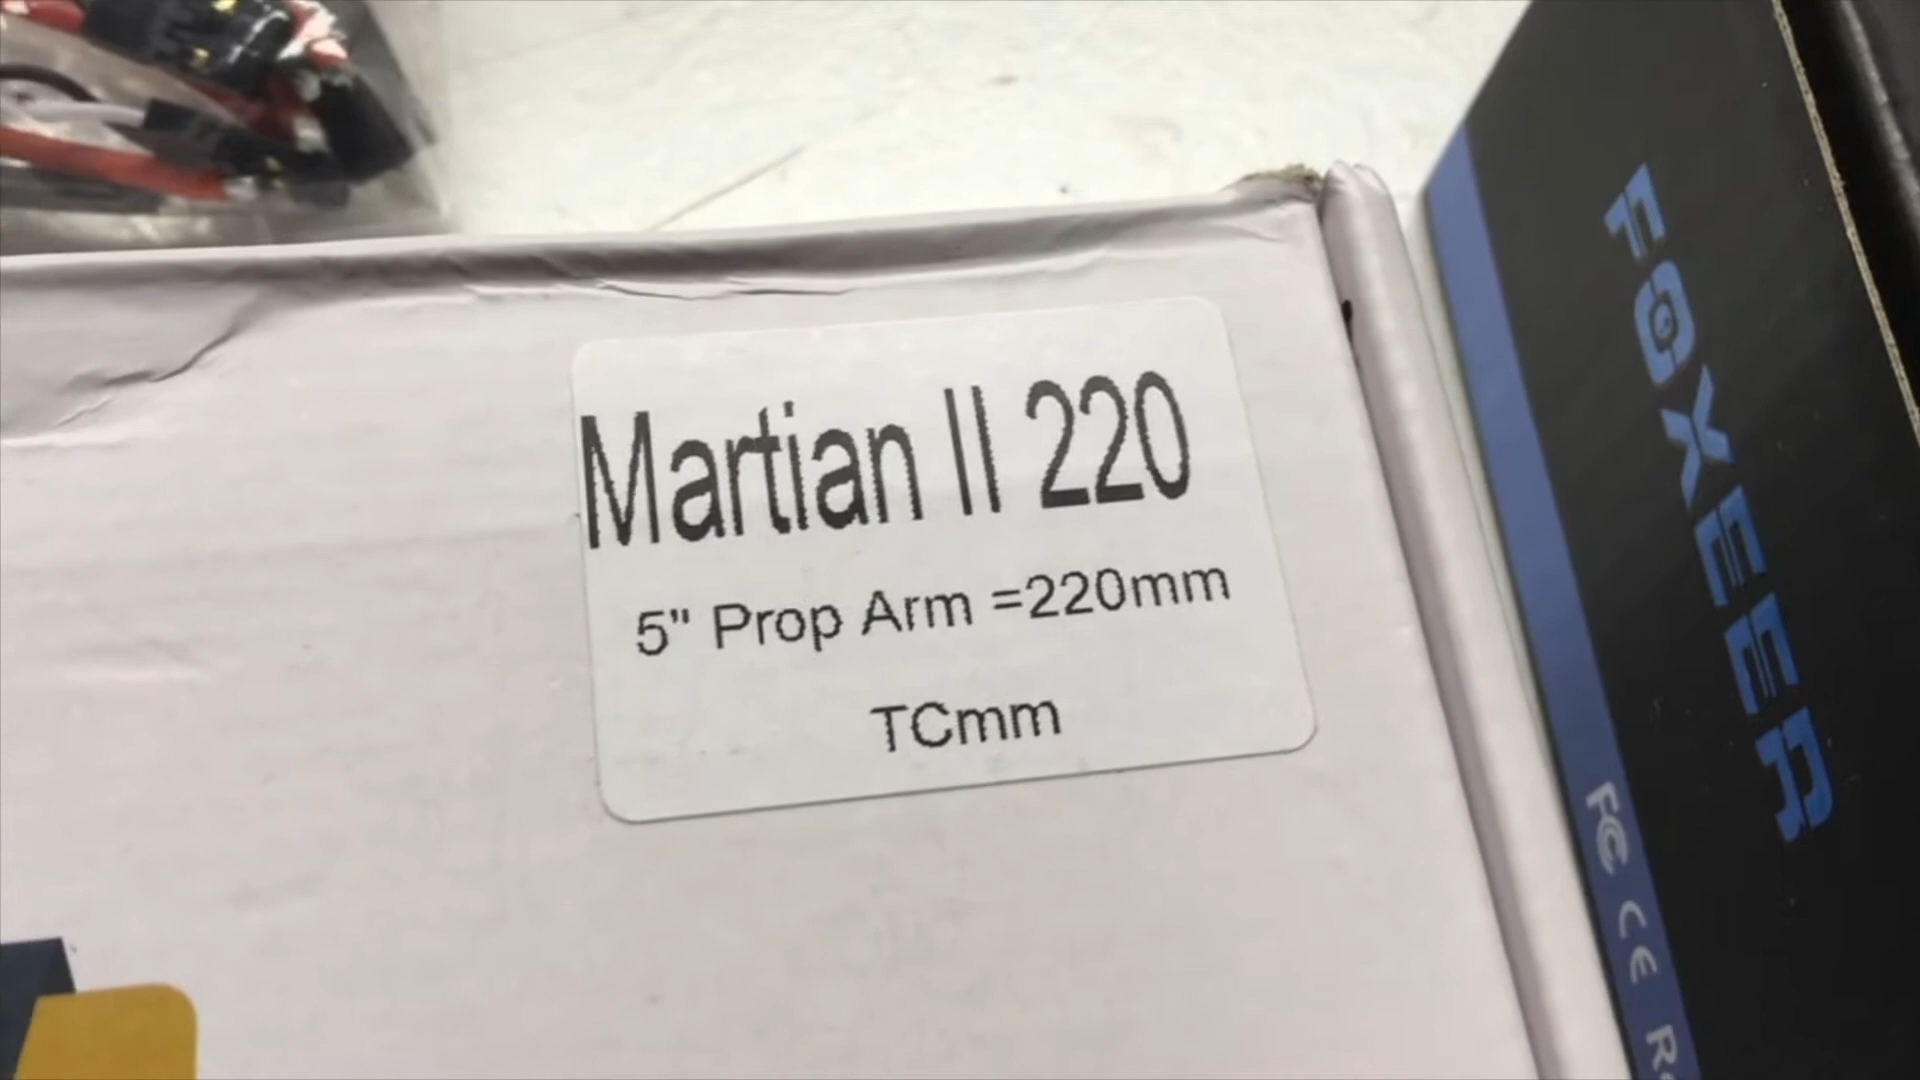 Martian II 220
5" Prop Arm =220mm
TCmm
FOXEER
FC CE